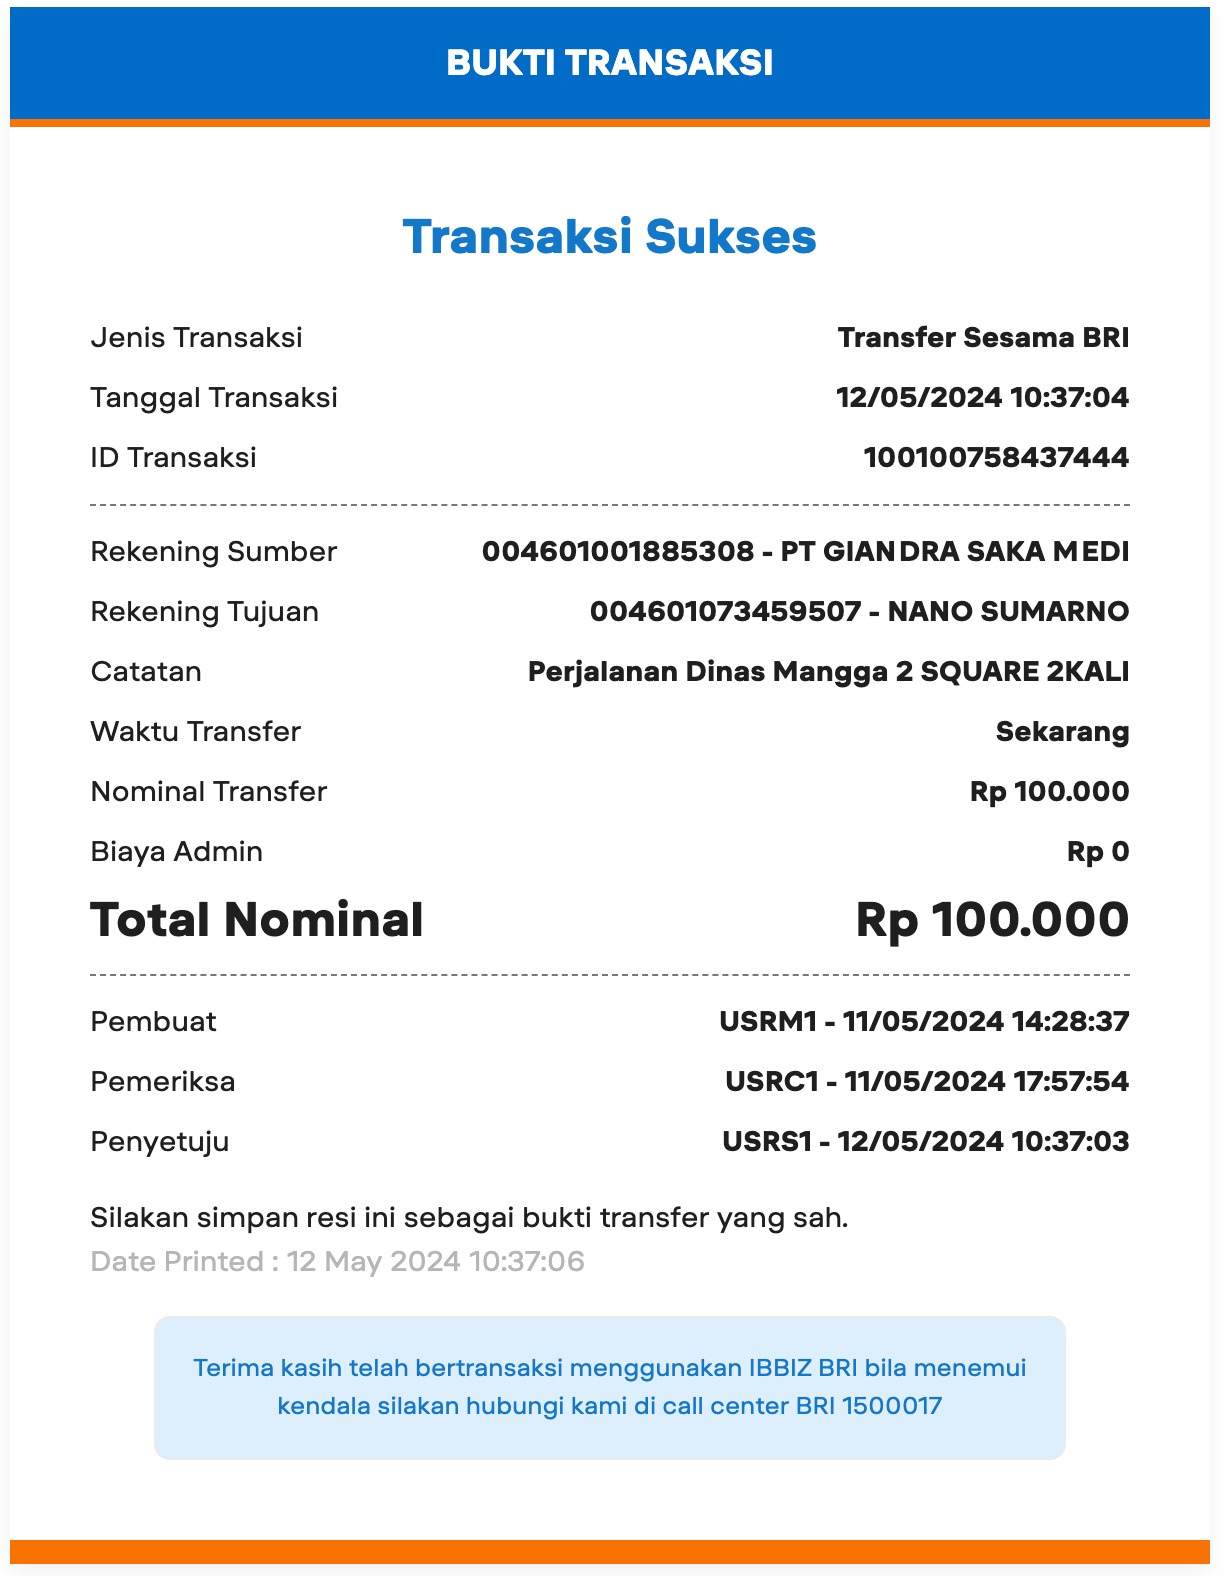 BUKTI TRANSAKSI
Transaksi Sukses
Jenis Transaksi Transfer Sesama BRI
Tanggal Transaksi 12/05/2024 10:37:04
ID Transaksi 100100758437444
Rekening Sumber 004601001885308 - PT GIANDRA SAKA MEDI
Rekening Tujuan 004601073459507 - NANO SUMARNO
Catatan Perjalanan Dinas Mangga 2 SQUARE 2KALI
Waktu Transfer Sekarang
Nominal Transfer Rp 100.000
Biaya Admin Rp 0
Total Nominal Rp 100.000
Pembuat USRM1 - 11/05/2024 14:28:37
Pemeriksa USRC1 - 11/05/2024 17:57:54
Penyetuju USRS1 - 12/05/2024 10:37:03
Silakan simpan resi ini sebagai bukti transfer yang sah.
Date Printed : 12 May 2024 10:37:06
Terima kasih telah bertransaksi menggunakan IBBIZ BRI bila menemui
kendala silakan hubungi kami di call center BRI 1500017